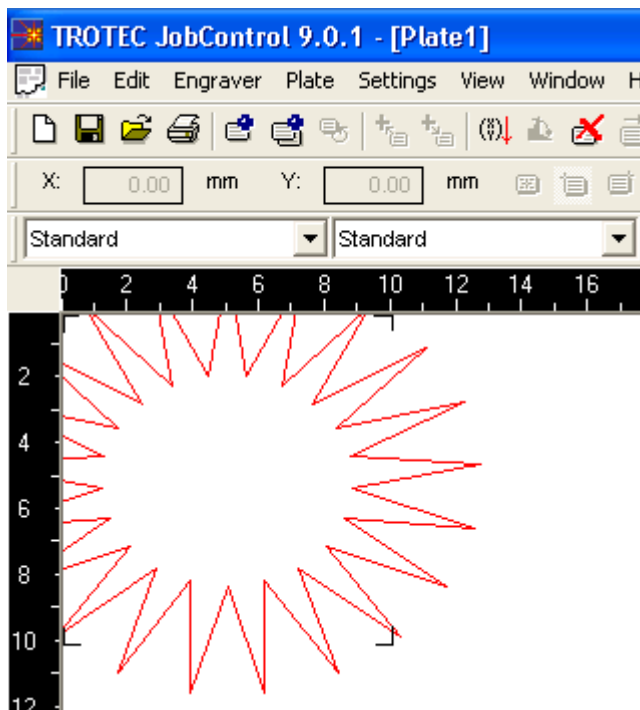 TROTEC JobControl 9.0.1 - [Plate1]
File Edit Engraver Plate Settings View Window H
X: 0.00 mm Y: 0.00 mm
Standard Standard
0 2 4 6 8 10 12 14 16
2
4
6
8
10
12